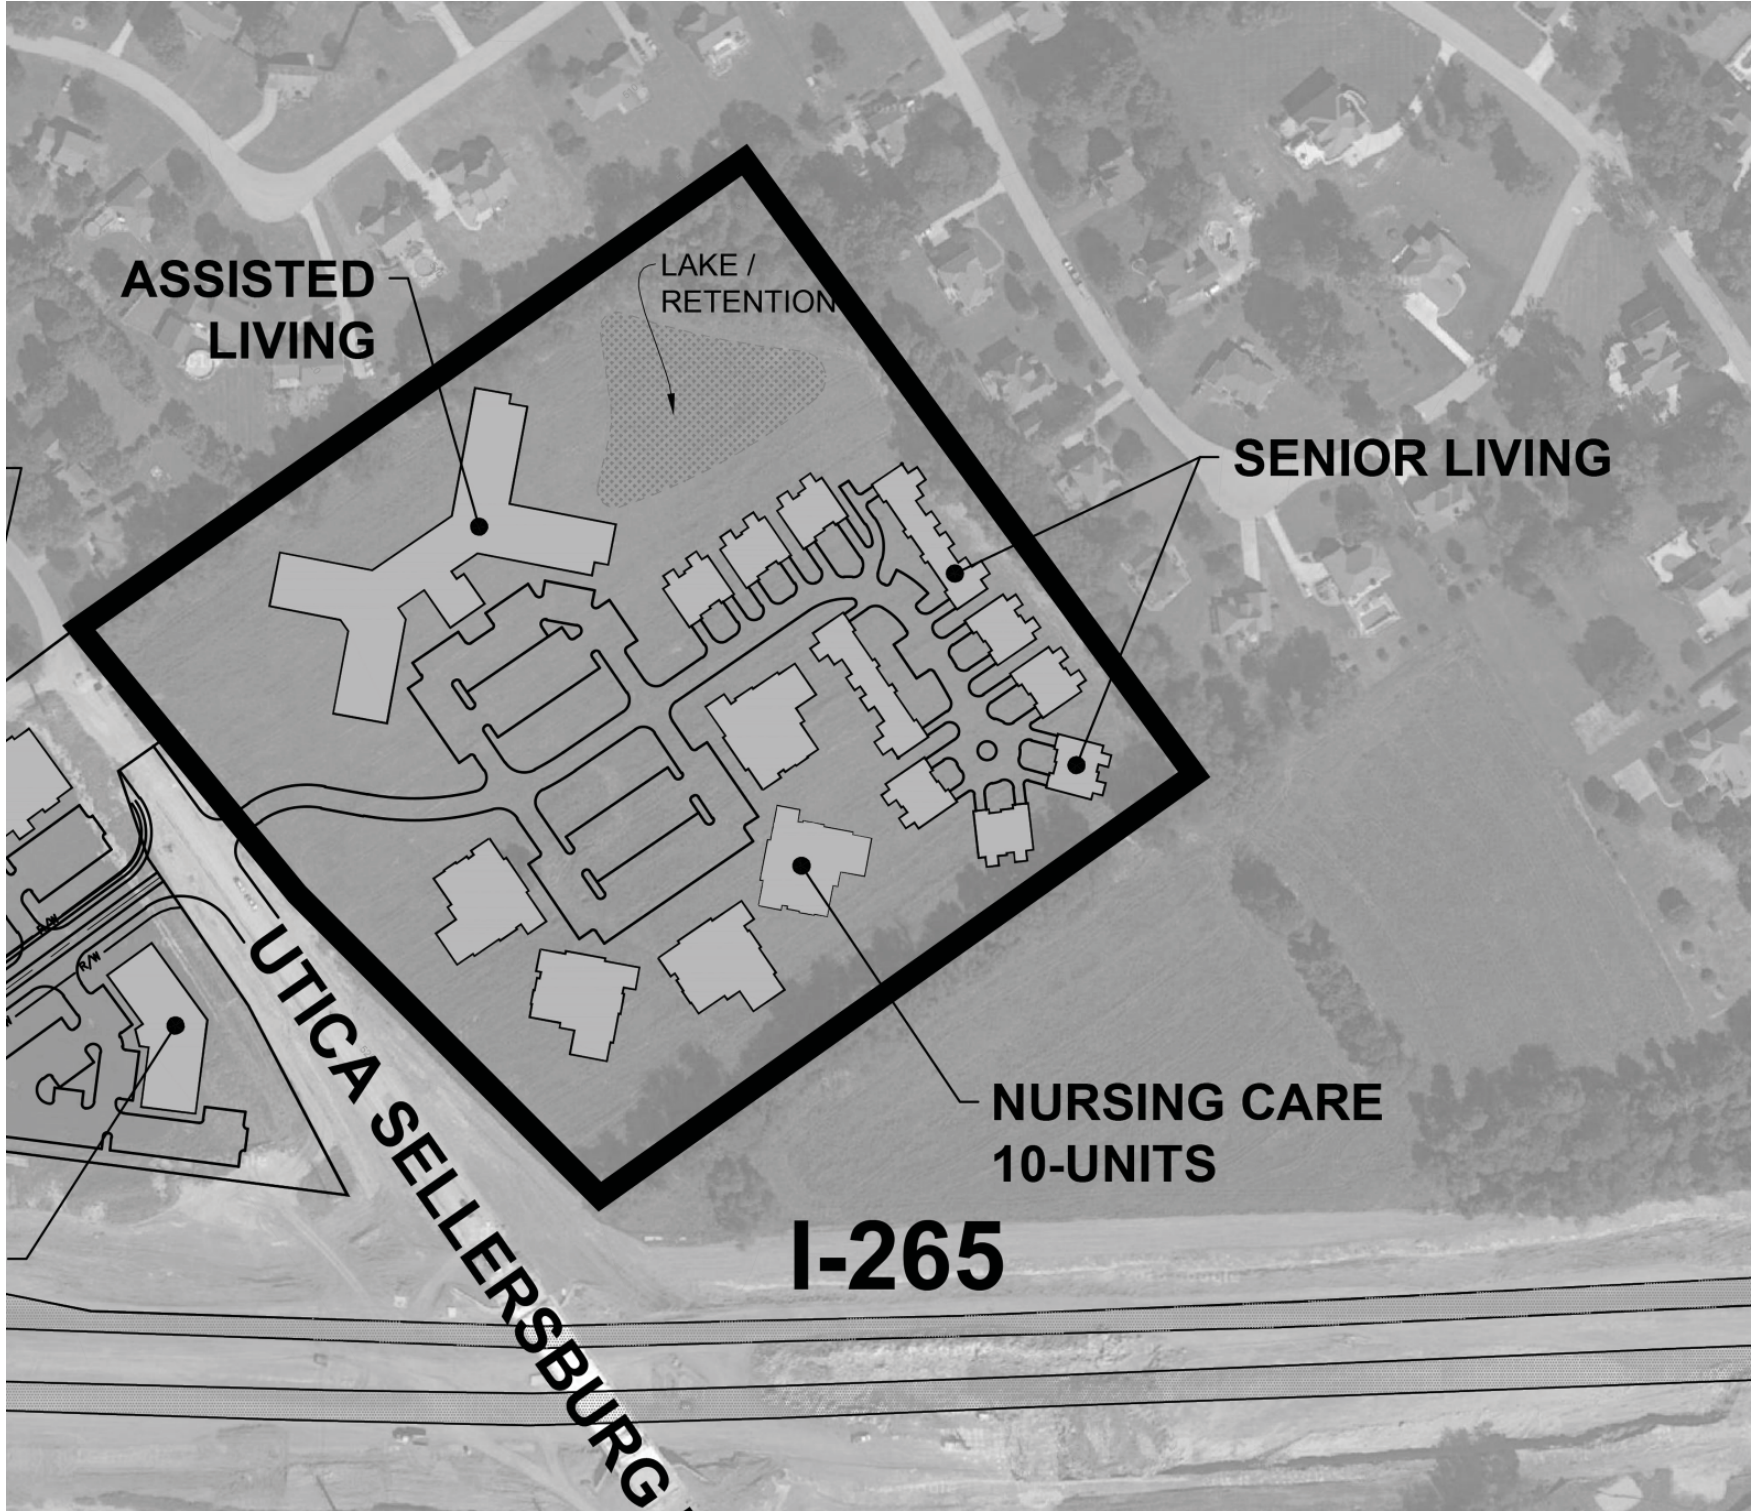 LAKE /
RETENTION
ASSISTED
LIVING
SENIOR LIVING
R/W
R/W
UTICA SELLERSBURG
NURSING CARE
10-UNITS
I-265